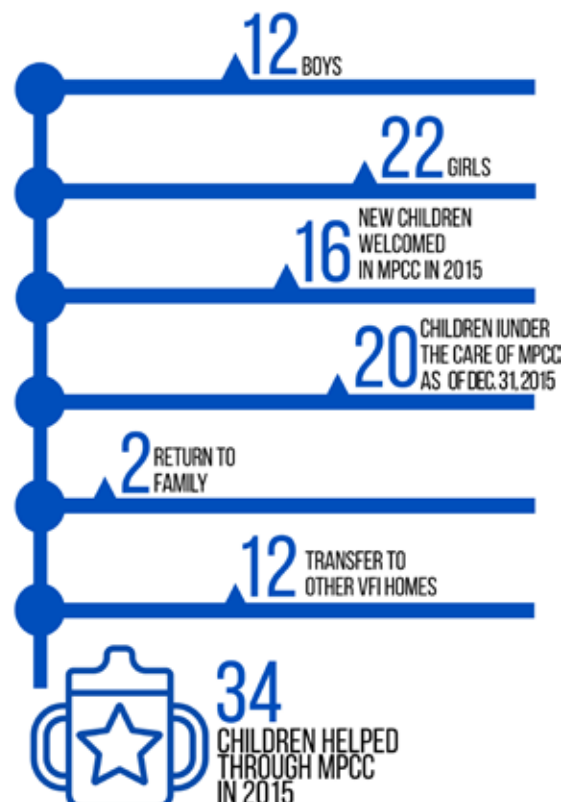 12 BOYS
22 GIRLS
16 NEW CHILDREN
WELCOMED
IN MPCC IN 2015
20 CHILDREN IUNDER
THE CARE OF MPCC
AS OF DEC. 31, 2015
2 RETURN TO
FAMILY
12 TRANSFER TO
OTHER VFI HOMES
34
CHILDREN HELPED
THROUGH MPCC
IN 2015